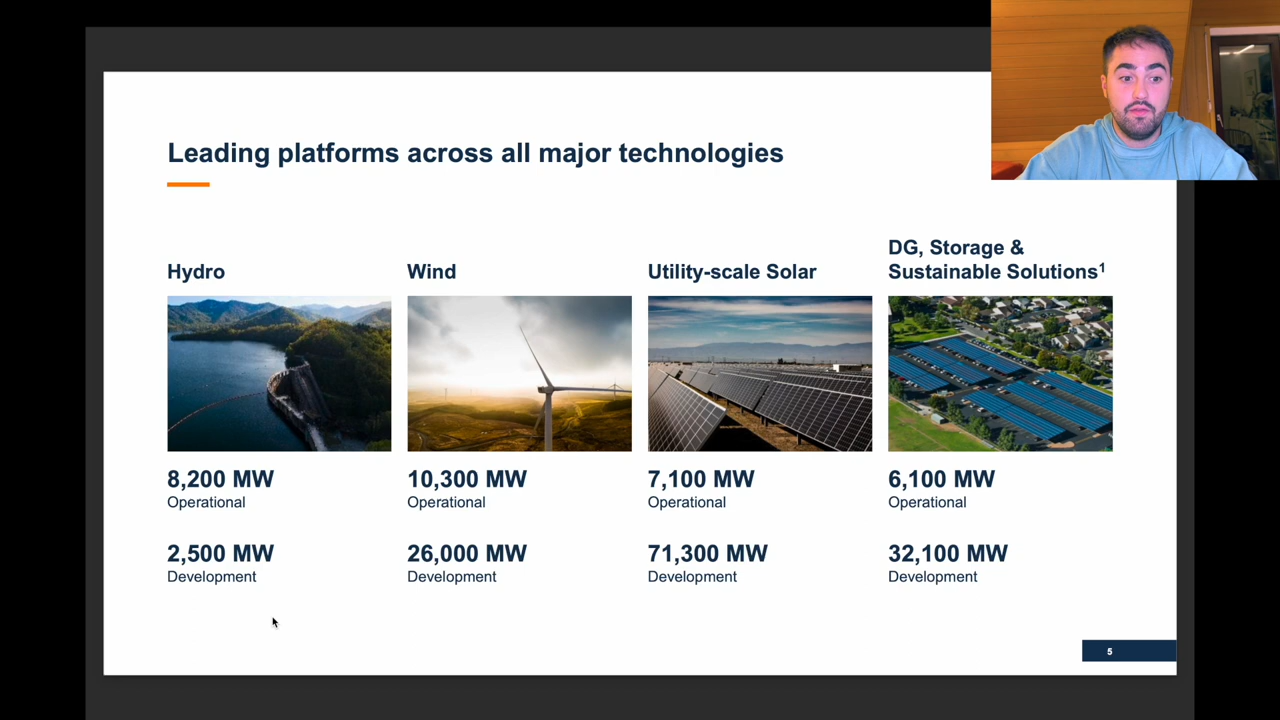 Leading platforms across all major technologies
Hydro
Wind
Utility-scale Solar
DG, Storage &
Sustainable Solutions¹
8,200 MW
Operational
10,300 MW
Operational
7,100 MW
Operational
6,100 MW
Operational
2,500 MW
Development
26,000 MW
Development
71,300 MW
Development
32,100 MW
Development
5